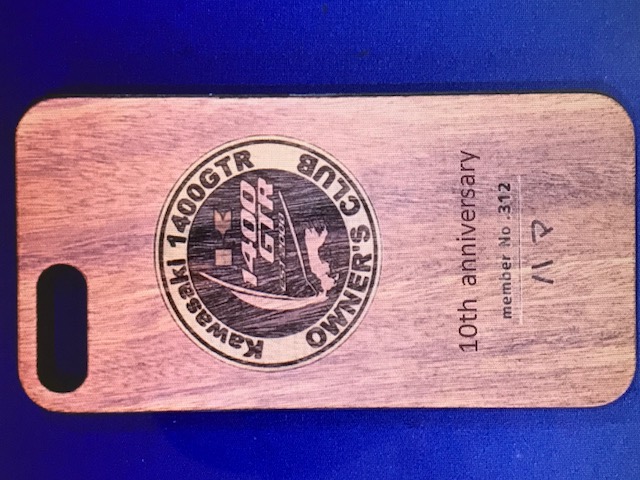 Kawasaki 1400GTR
OWNER'S CLUB
1400
GTR
10th anniversary
member No .312
ハマ